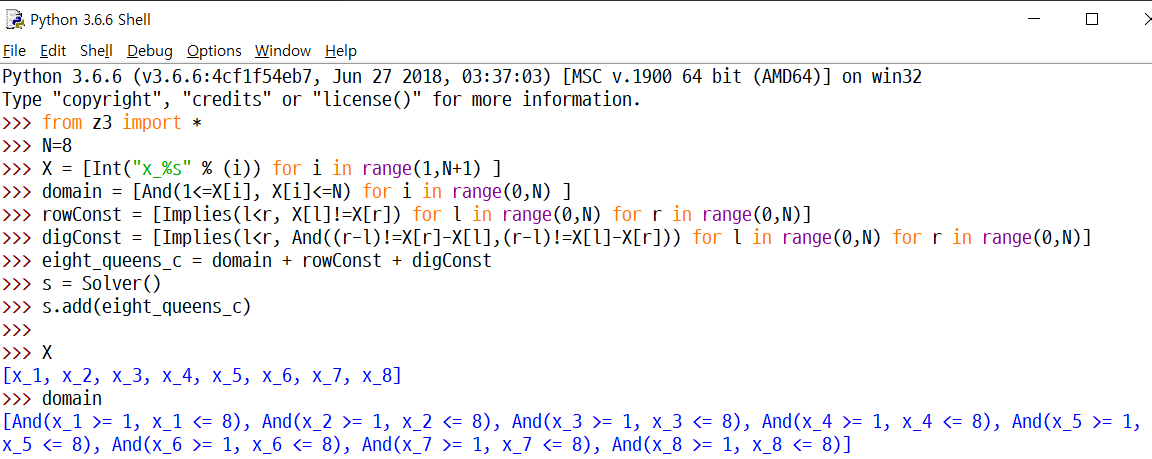 Python 3.6.6 Shell
File Edit Shell Debug Options Window Help
Python 3.6.6 (v3.6.6:4cf1f54eb7, Jun 27 2018, 03:37:03) [MSC v.1900 64 bit (AMD64)] on win32
Type "copyright", "credits" or "license()" for more information.
>>> from z3 import *
>>> N=8
>>> X = [Int("x_%s" % (i)) for i in range(1,N+1) ]
>>> domain = [And(1<=X[i], X[i]<=N) for i in range(0,N) ]
>>> rowConst = [Implies(l<r, X[l]!=X[r]) for l in range(0,N) for r in range(0,N)]
>>> digConst = [Implies(l<r, And((r-l)!=X[r]-X[l],(r-l)!=X[l]-X[r])) for l in range(0,N) for r in range(0,N)]
>>> eight_queens_c = domain + rowConst + digConst
>>> s = Solver()
>>> s.add(eight_queens_c)
>>>
>>> X
[x_1, x_2, x_3, x_4, x_5, x_6, x_7, x_8]
>>> domain
[And(x_1 >= 1, x_1 <= 8), And(x_2 >= 1, x_2 <= 8), And(x_3 >= 1, x_3 <= 8), And(x_4 >= 1, x_4 <= 8), And(x_5 >= 1,
x_5 <= 8), And(x_6 >= 1, x_6 <= 8), And(x_7 >= 1, x_7 <= 8), And(x_8 >= 1, x_8 <= 8)]